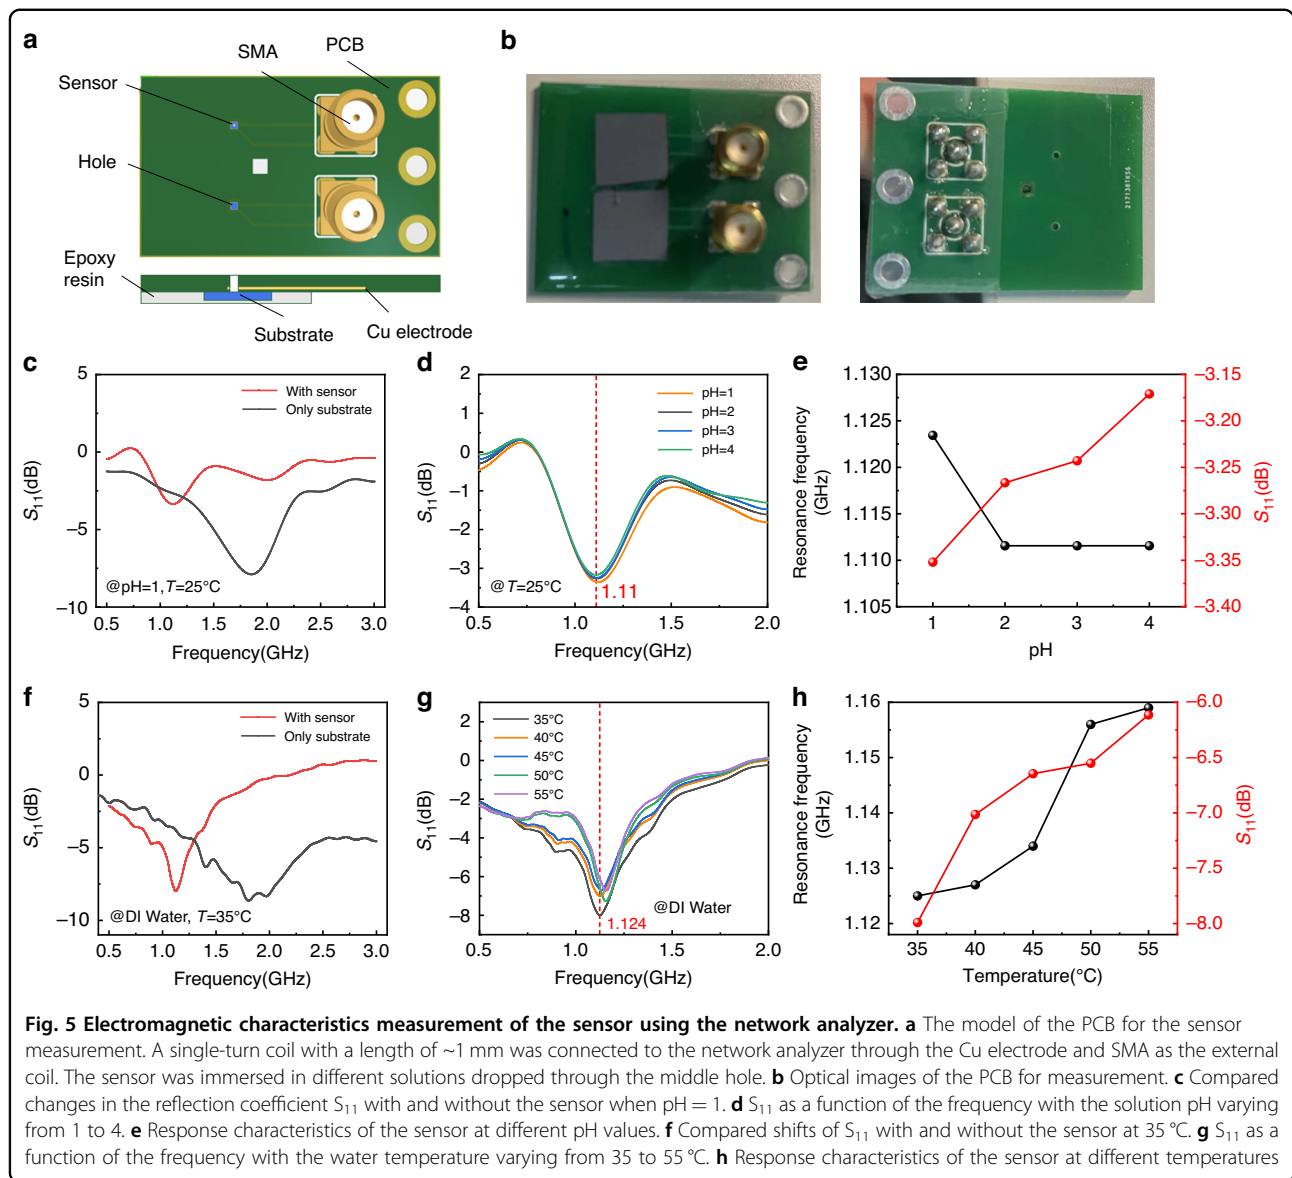 a
SMA
PCB
Sensor
Hole
Epoxy
resin
Substrate
Cu electrode
b
217138TK56
c
5
0
−5
−10
S11(dB)
With sensor
Only substrate
@pH=1,T=25°C
0.5 1.0 1.5 2.0 2.5 3.0
Frequency(GHz)
d
2
1
0
−1
−2
−3
−4
S11(dB)
pH=1
pH=2
pH=3
pH=4
@T=25°C
1.11
0.5 1.0 1.5 2.0
Frequency(GHz)
e
1.130
1.125
1.120
1.115
1.110
1.105
Resonance frequency
(GHz)
−3.15
−3.20
−3.25
−3.30
−3.35
−3.40
S11(dB)
1 2 3 4
pH
f
5
0
−5
−10
S11(dB)
With sensor
Only substrate
@DI Water, T=35°C
0.5 1.0 1.5 2.0 2.5 3.0
Frequency(GHz)
g
2
0
−2
−4
−6
−8
S11(dB)
35°C
40°C
45°C
50°C
55°C
@DI Water
1.124
0.5 1.0 1.5 2.0
Frequency(GHz)
h
1.16
1.15
1.14
1.13
1.12
Resonance frequency
(GHz)
−6.0
−6.5
−7.0
−7.5
−8.0
S11(dB)
35 40 45 50 55
Temperature(°C)
Fig. 5 Electromagnetic characteristics measurement of the sensor using the network analyzer. a The model of the PCB for the sensor
measurement. A single-turn coil with a length of ~1 mm was connected to the network analyzer through the Cu electrode and SMA as the external
coil. The sensor was immersed in different solutions dropped through the middle hole. b Optical images of the PCB for measurement. c Compared
changes in the reflection coefficient S11 with and without the sensor when pH = 1. d S11 as a function of the frequency with the solution pH varying
from 1 to 4. e Response characteristics of the sensor at different pH values. f Compared shifts of S11 with and without the sensor at 35 °C. g S11 as a
function of the frequency with the water temperature varying from 35 to 55 °C. h Response characteristics of the sensor at different temperatures